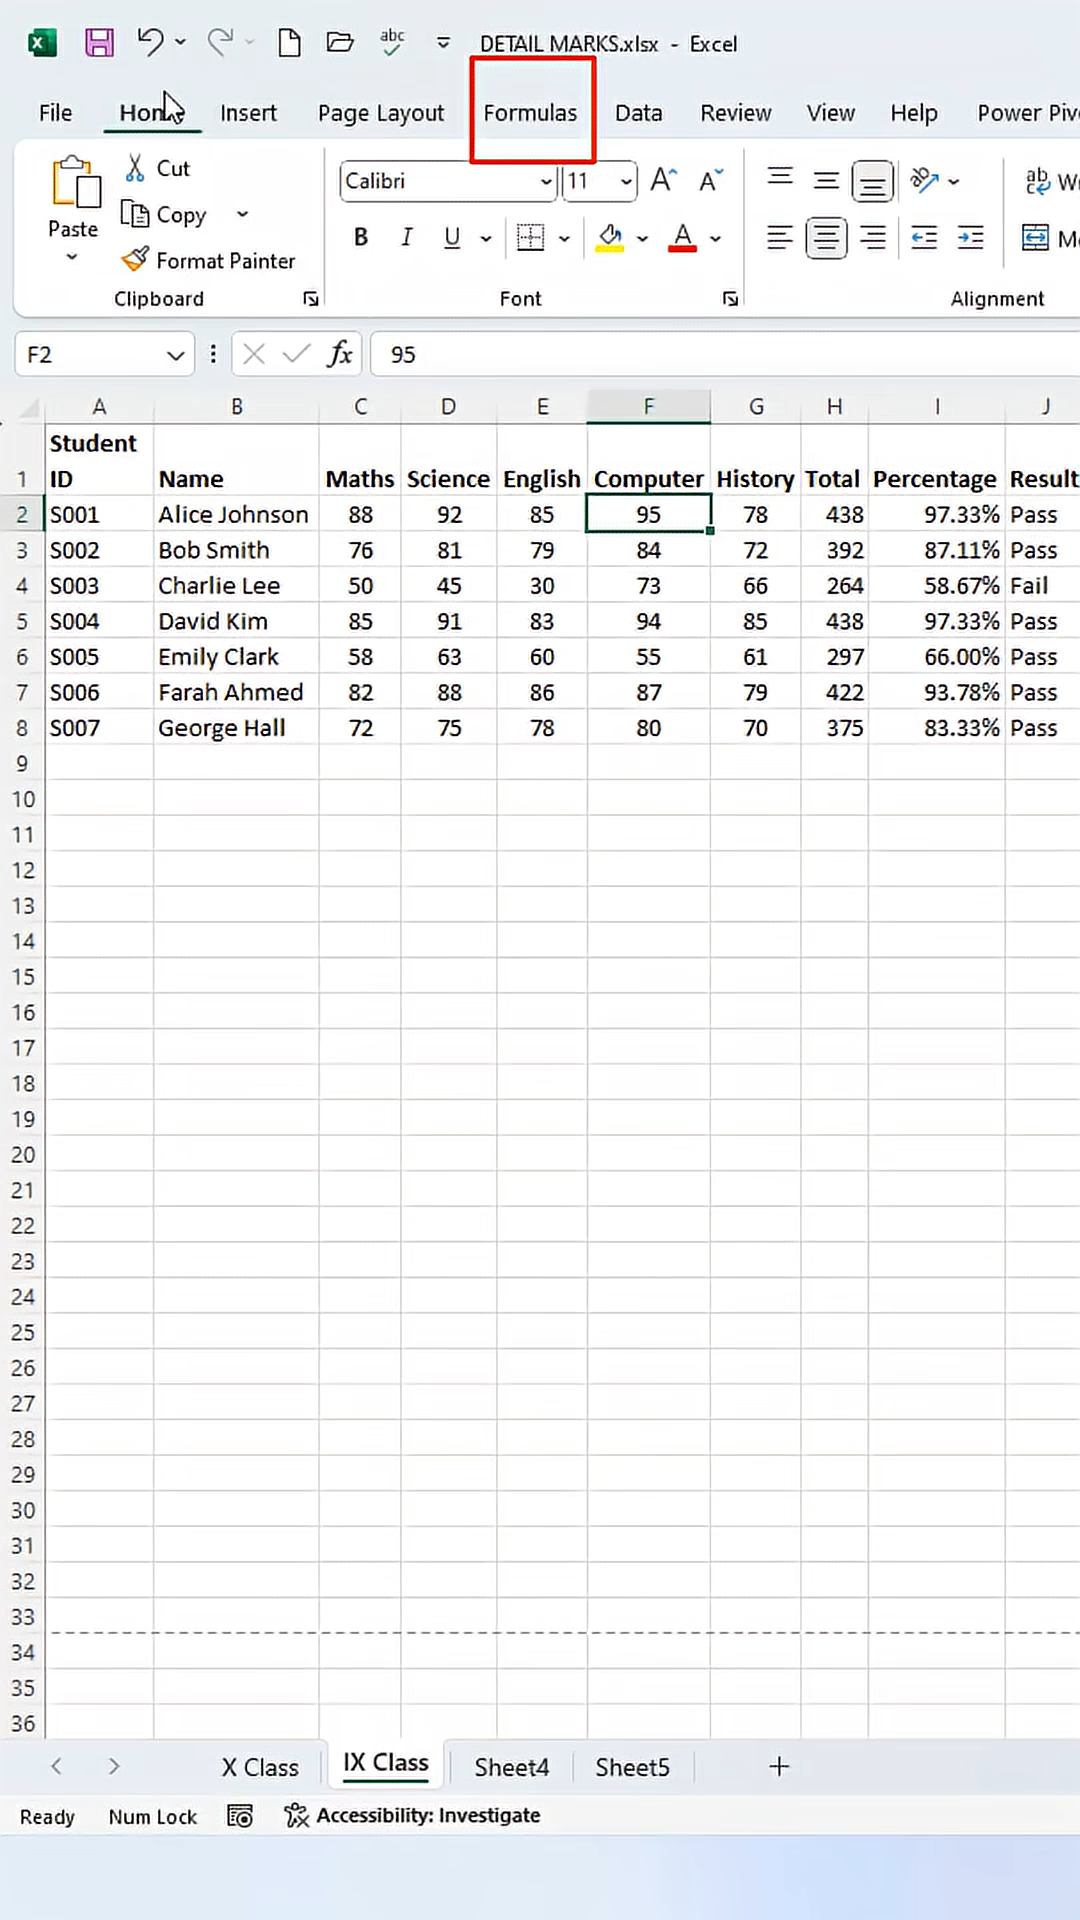 DETAIL MARKS.xlsx - Excel
File Home Insert Page Layout Formulas Data Review View Help Power
Cut
Calibri 11
Copy
Paste
B I U A
Format Painter
Clipboard Font Alignment
F2 fx 95
A B C D E F G H I J
Student
1 ID Name Maths Science English Computer History Total Percentage Result
2 S001 Alice Johnson 88 92 85 95 78 438 97.33% Pass
3 S002 Bob Smith 76 81 79 84 72 392 87.11% Pass
4 S003 Charlie Lee 50 45 30 73 66 264 58.67% Fail
5 S004 David Kim 85 91 83 94 85 438 97.33% Pass
6 S005 Emily Clark 58 63 60 55 61 297 66.00% Pass
7 S006 Farah Ahmed 82 88 86 87 79 422 93.78% Pass
8 S007 George Hall 72 75 78 80 70 375 83.33% Pass
9
10
11
12
13
14
15
16
17
18
19
20
21
22
23
24
25
26
27
28
29
30
31
32
33
34
35
36
X Class IX Class Sheet4 Sheet5
Ready Num Lock Accessibility: Investigate